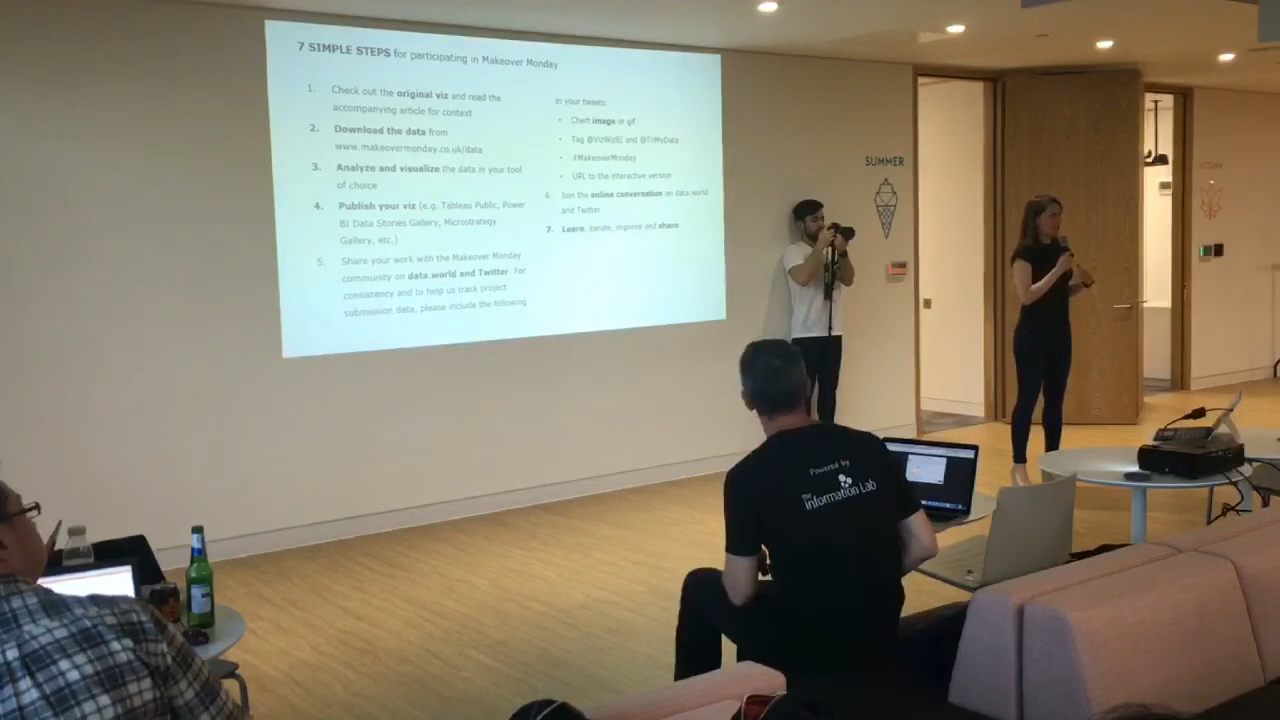 7 SIMPLE STEPS for participating in Makeover Monday
1. Check out the original viz and read the
accompanying article for context
2. Download the data from
www.makeovermonday.co.uk/data
3. Analyze and visualize the data in your tool
of choice
4. Publish your viz (e.g. Tableau Public, Power
BI Data Stories Gallery, Microstrategy
Gallery, etc.)
5. Share your work with the Makeover Monday
community on data.world and Twitter. For
consistency and to help us track project
submission data, please include the following
in your tweets:
• Chart image or gif
• Tag @VizWizBI and @TriMyData
• #MakeoverMonday
• URL to the interactive version
6. Join the online conversation on data.world
and Twitter
7. Learn, iterate, improve and share
SUMMER
AUTUMN
Powered by
The
Information Lab